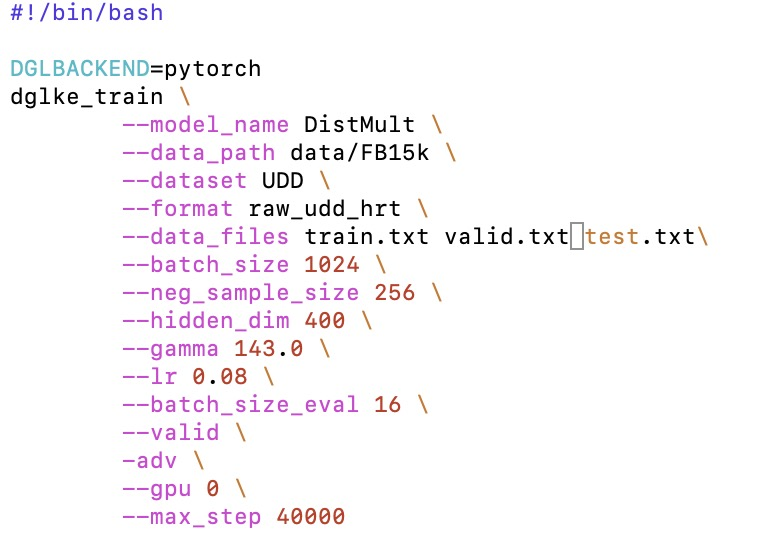 #!/bin/bash
DGLBACKEND=pytorch
dglke_train \
--model_name DistMult \
--data_path data/FB15k \
--dataset UDD \
--format raw_udd_hrt \
--data_files train.txt valid.txt test.txt\
--batch_size 1024 \
--neg_sample_size 256 \
--hidden_dim 400 \
--gamma 143.0 \
--lr 0.08 \
--batch_size_eval 16 \
--valid \
-adv \
--gpu 0 \
--max_step 40000